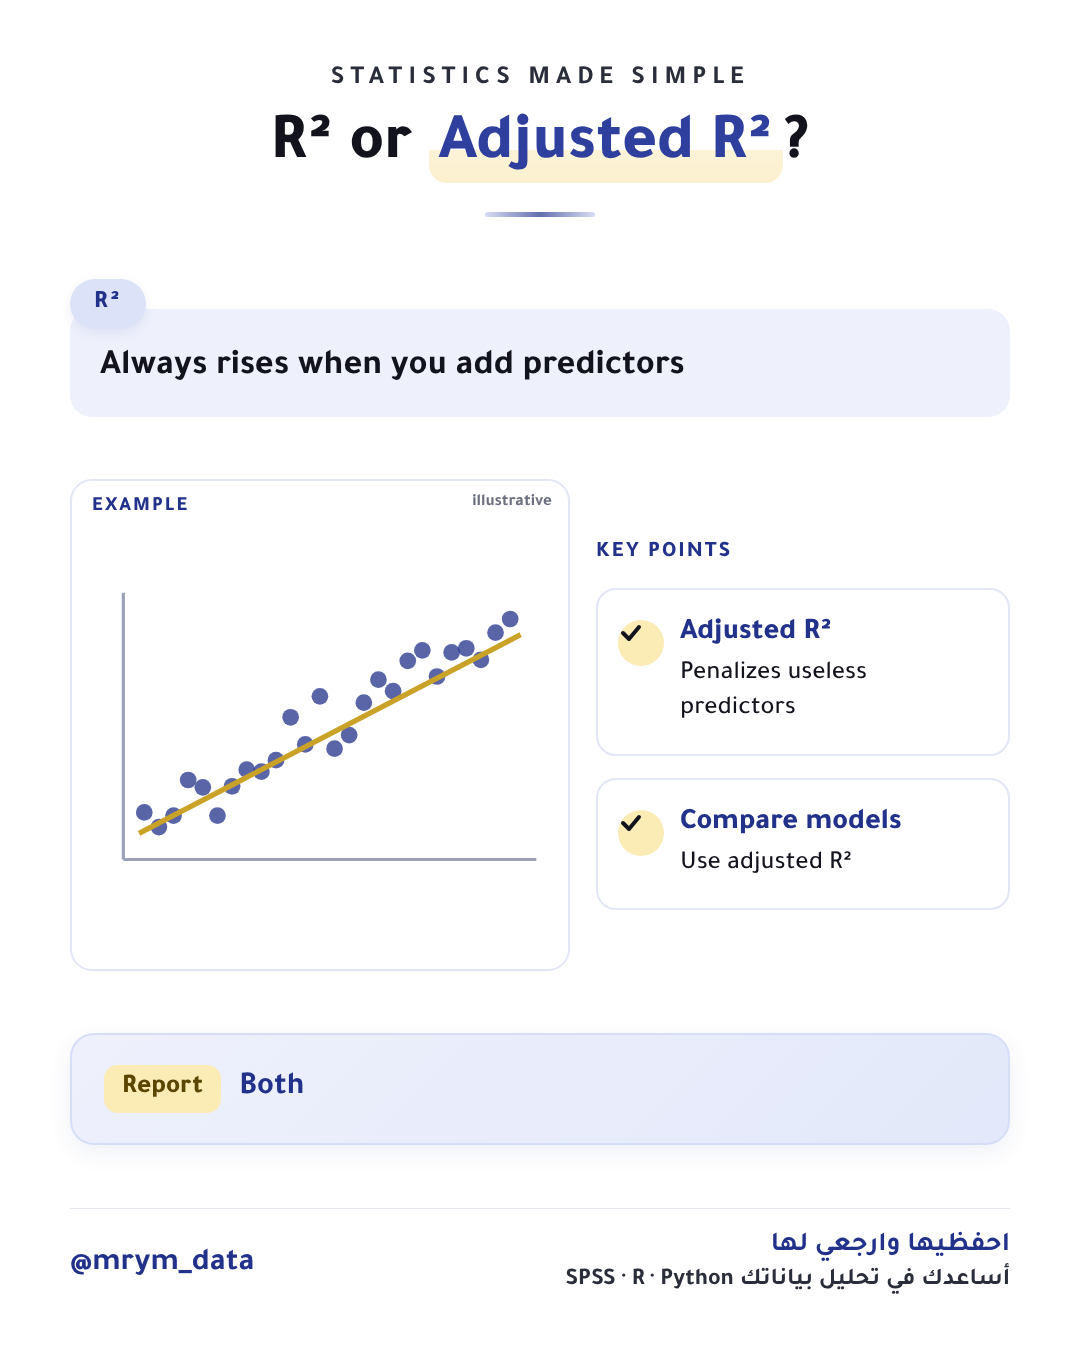 STATISTICS MADE SIMPLE
R² or Adjusted R²?
R²
Always rises when you add predictors
EXAMPLE
illustrative
KEY POINTS
Adjusted R²
Penalizes useless
predictors
Compare models
Use adjusted R²
Report Both
@mrym_data
احفظيها وارجعي لها
أساعدك في تحليل بياناتك SPSS · R · Python